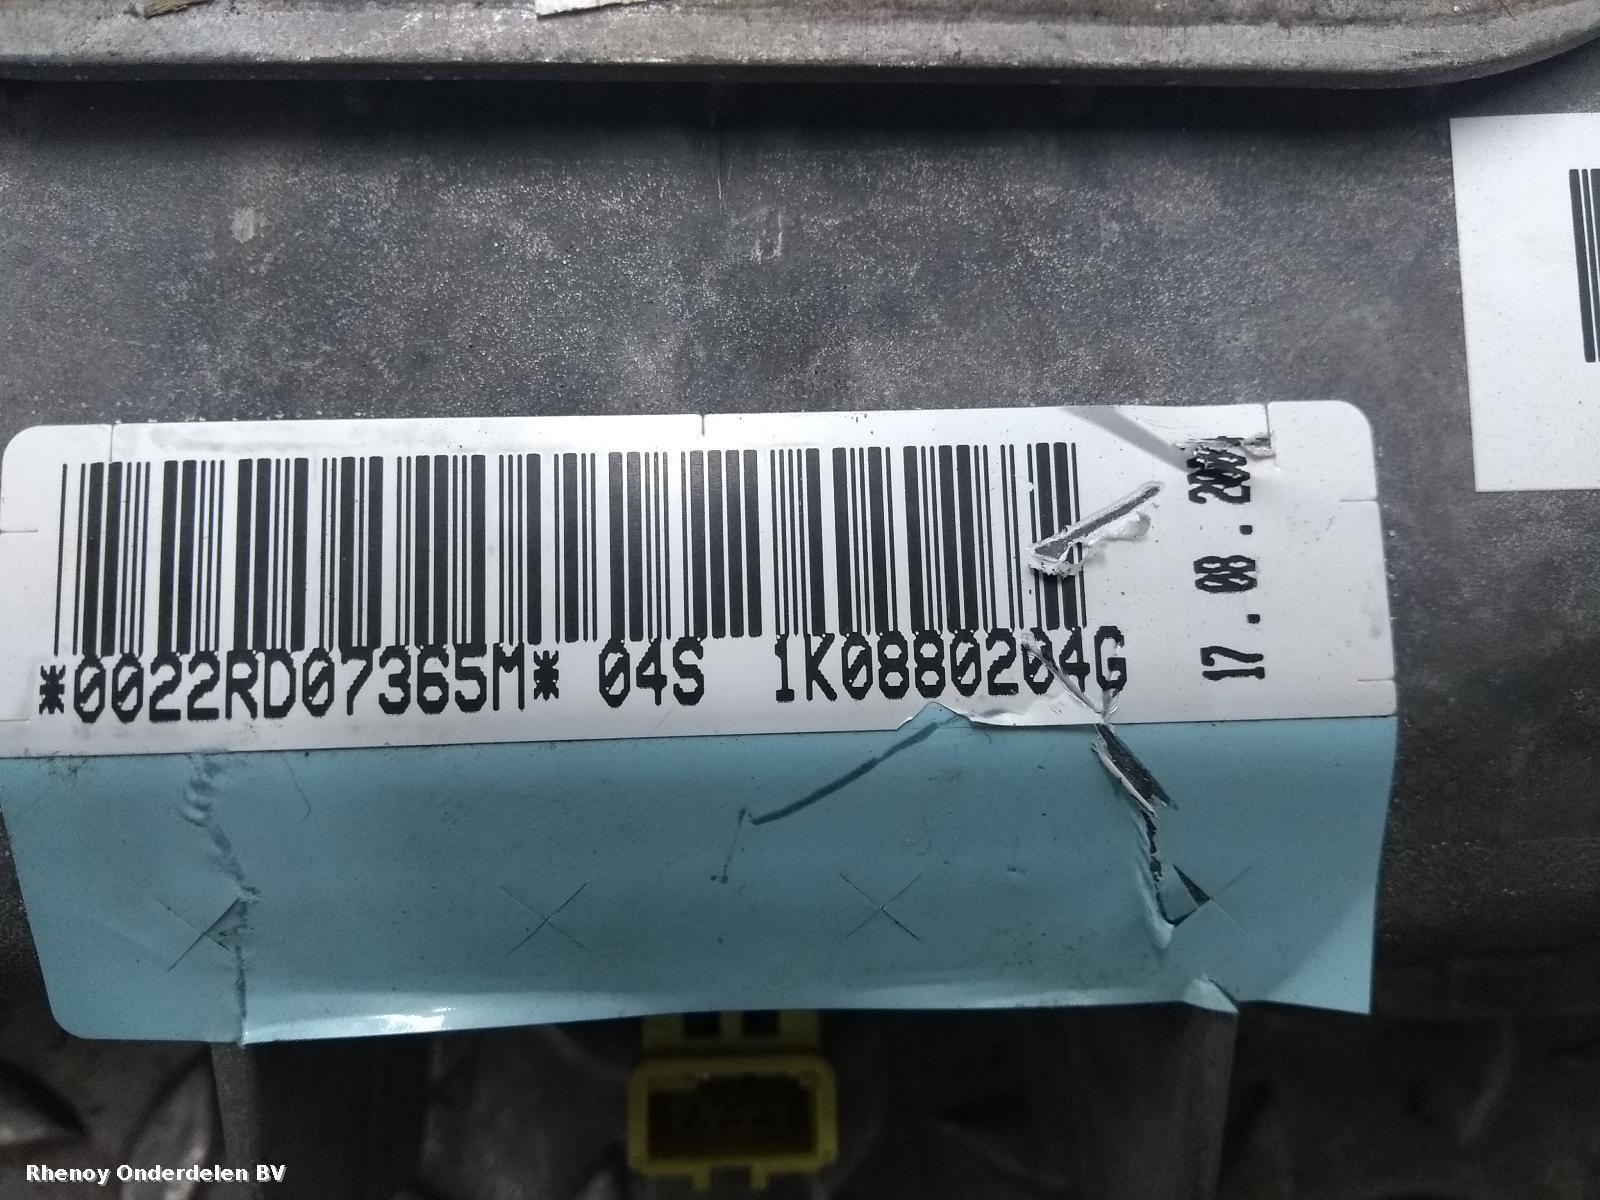 *0022RD07365M* 04S 1K0880204G
17.08.200
Rhenoy Onderdelen BV